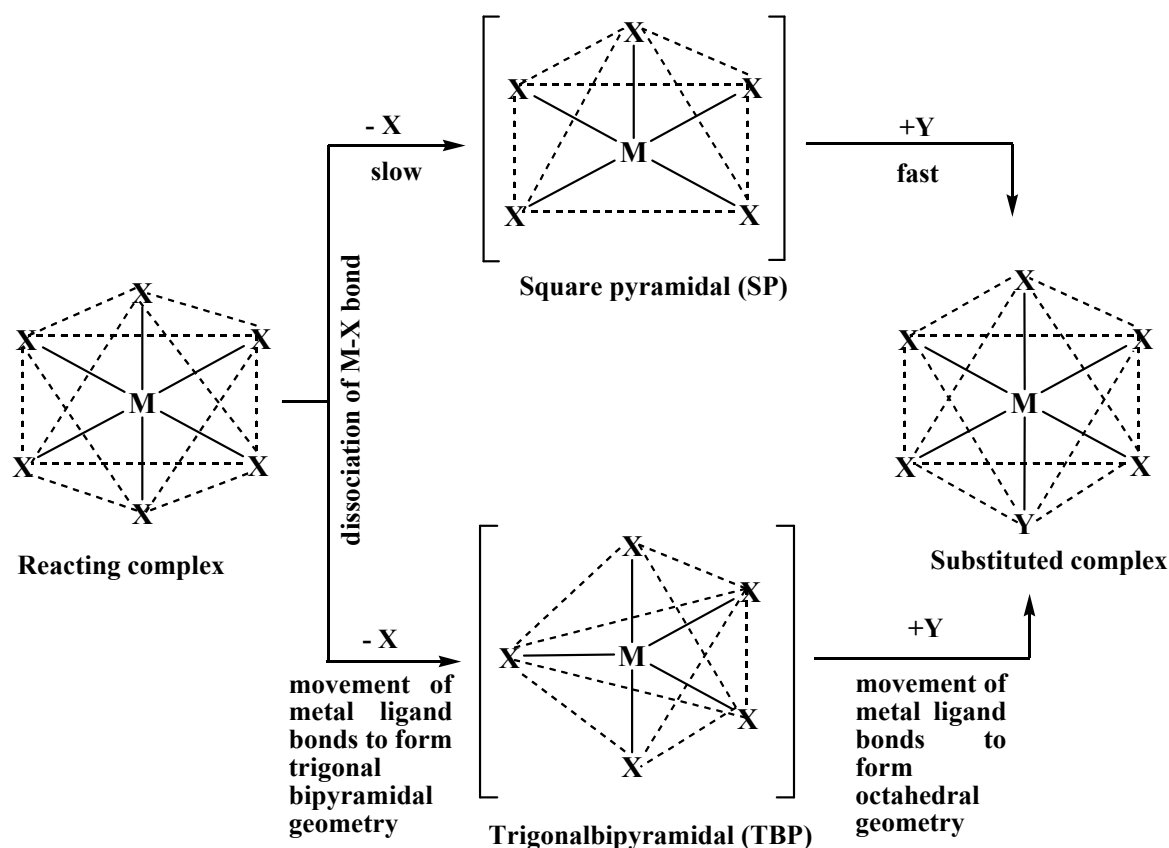 X
X X
M
X X
- X
slow
Square pyramidal (SP)
+Y
fast
dissociation of M-X bond
X
X X
M
X X
X
Reacting complex
X
X X
M
X X
Y
Substituted complex
- X
movement of
metal ligand
bonds to form
trigonal
bipyramidal
geometry
X
X
X M
X
X
Trigonalbipyramidal (TBP)
+Y
movement of
metal ligand
bonds to
form
octahedral
geometry